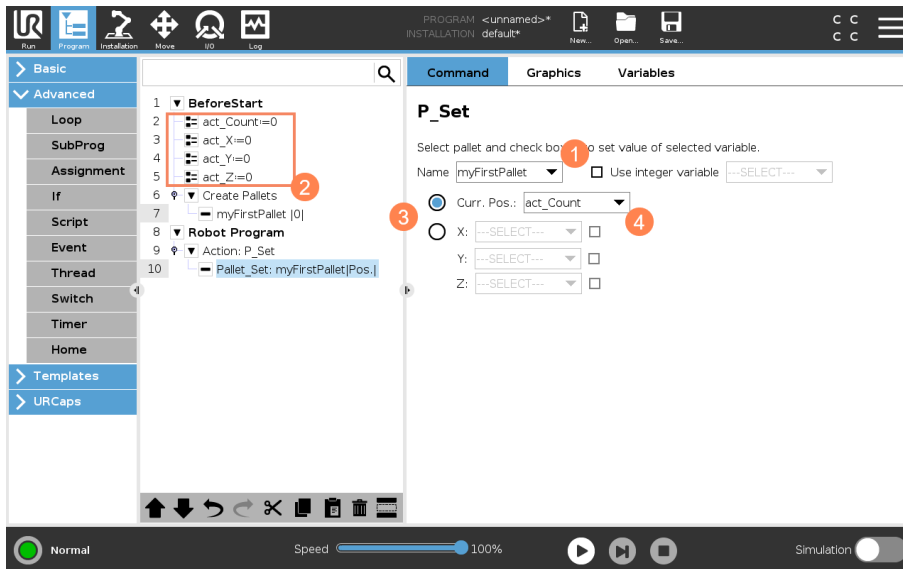 PROGRAM <unnamed>*
INSTALLATION default*
UR
Run Program Installation Move I/O Log New... Open... Save...
C C
C C
Basic
Advanced
Loop
SubProg
Assignment
If
Script
Event
Thread
Switch
Timer
Home
Templates
URCaps
1 BeforeStart
2 act_Count:=0
3 act_X:=0
4 act_Y:=0
5 act_Z:=0
2
6 Create Pallets
7 myFirstPallet |0|
8 Robot Program
9 Action: P_Set
10 Pallet_Set: myFirstPallet|Pos.|
Command Graphics Variables
P_Set
Select pallet and check to set value of selected variable.
1
Name myFirstPallet Use integer variable ---SELECT---
3 Curr. Pos.: act_Count
4
X: ---SELECT---
Y: ---SELECT---
Z: ---SELECT---
Normal Speed 100% Simulation